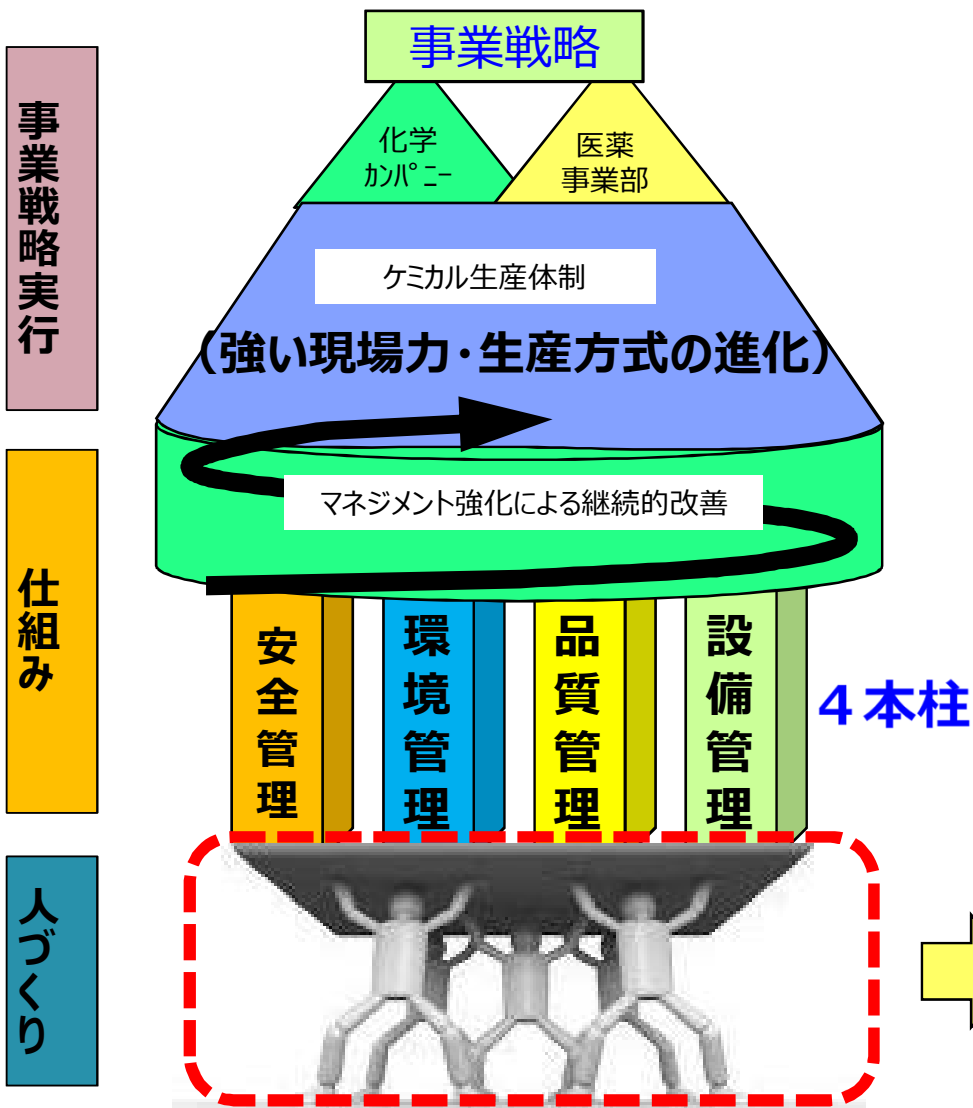 事業戦略
事業戦略実行
化学
ｶﾝﾊﾟﾆｰ
医薬
事業部
ケミカル生産体制
（強い現場力・生産方式の進化）
仕組み
マネジメント強化による継続的改善
安全管理
環境管理
品質管理
設備管理
４本柱
人づくり